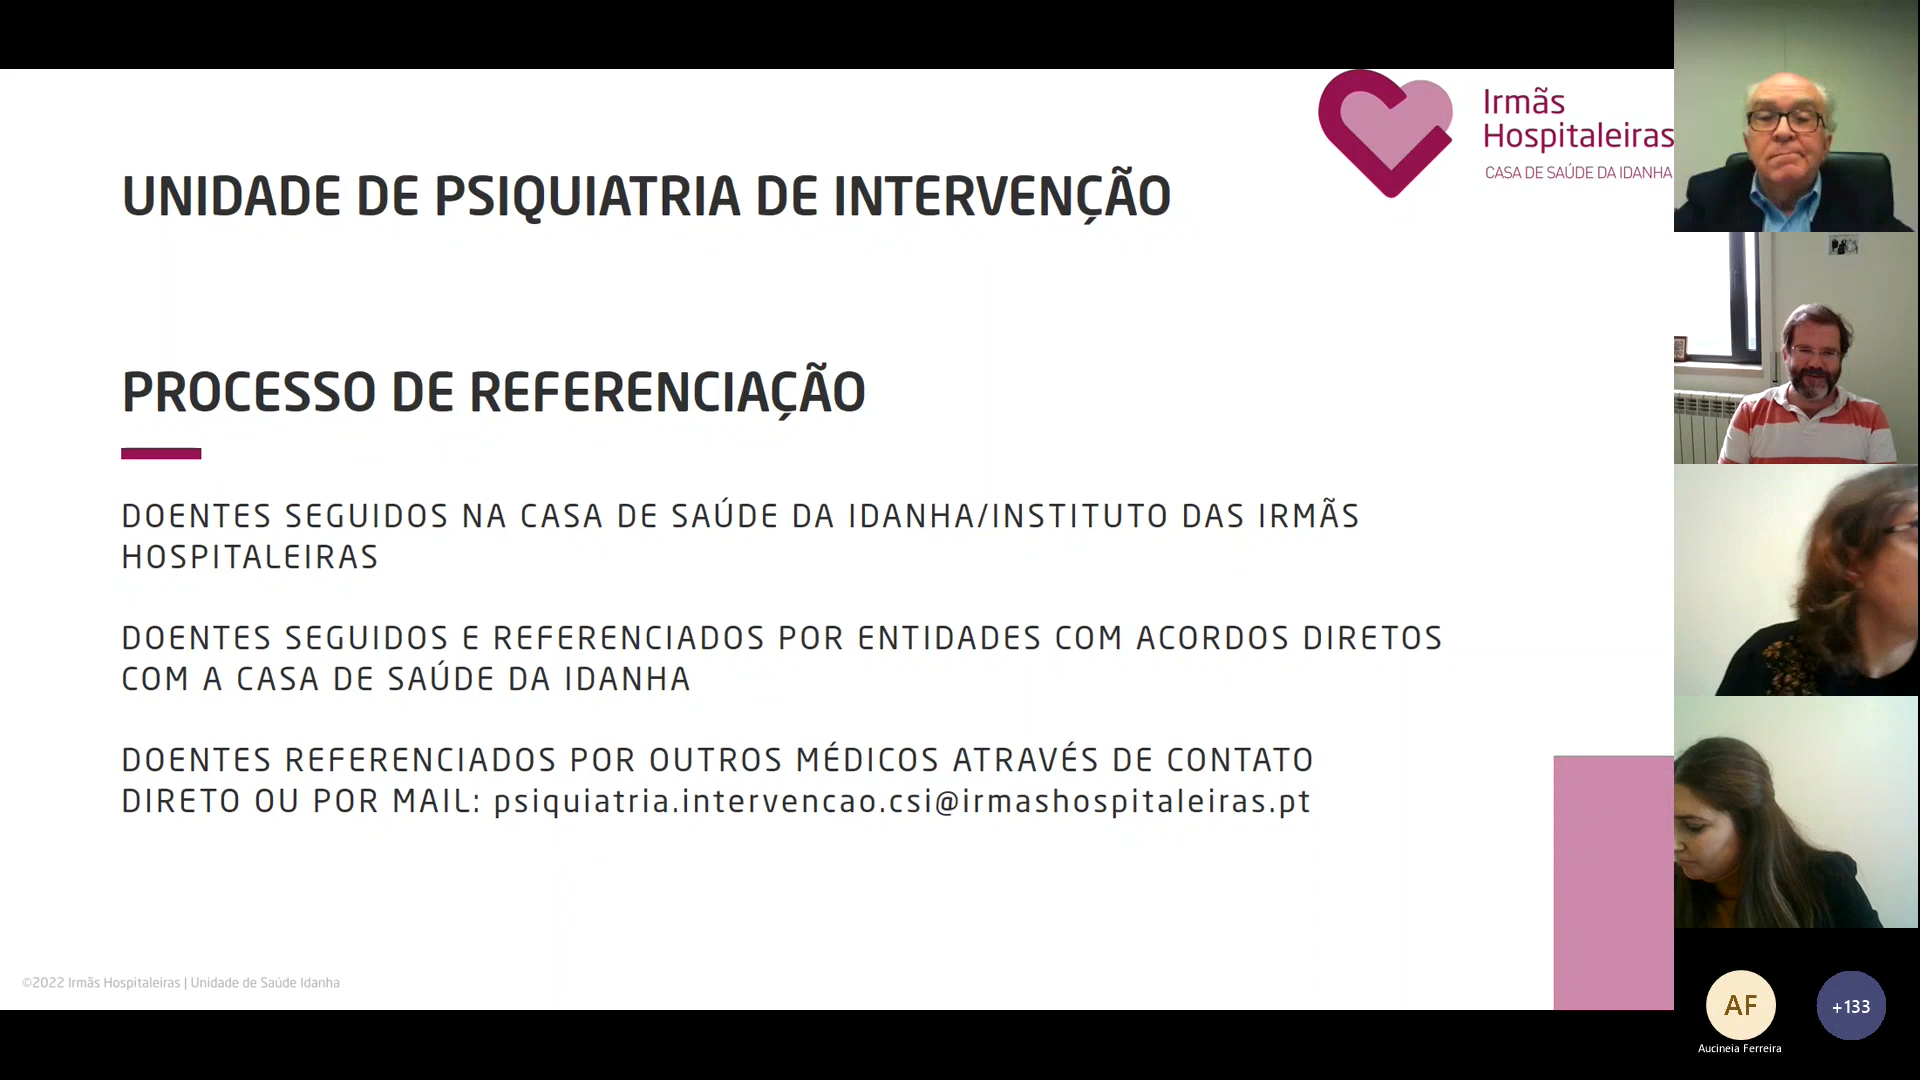 Irmãs
Hospitaleiras
CASA DE SAÚDE DA IDANHA
UNIDADE DE PSIQUIATRIA DE INTERVENÇÃO
PROCESSO DE REFERENCIAÇÃO
DOENTES SEGUIDOS NA CASA DE SAÚDE DA IDANHA/INSTITUTO DAS IRMÃS
HOSPITALEIRAS
DOENTES SEGUIDOS E REFERENCIADOS POR ENTIDADES COM ACORDOS DIRETOS
COM A CASA DE SAÚDE DA IDANHA
DOENTES REFERENCIADOS POR OUTROS MÉDICOS ATRAVÉS DE CONTATO
DIRETO OU POR MAIL: psiquiatria.intervencao.csi@irmashospitaleiras.pt
©2022 Irmãs Hospitaleiras | Unidade de Saúde Idanha
AF
+133
Aucineia Ferreira